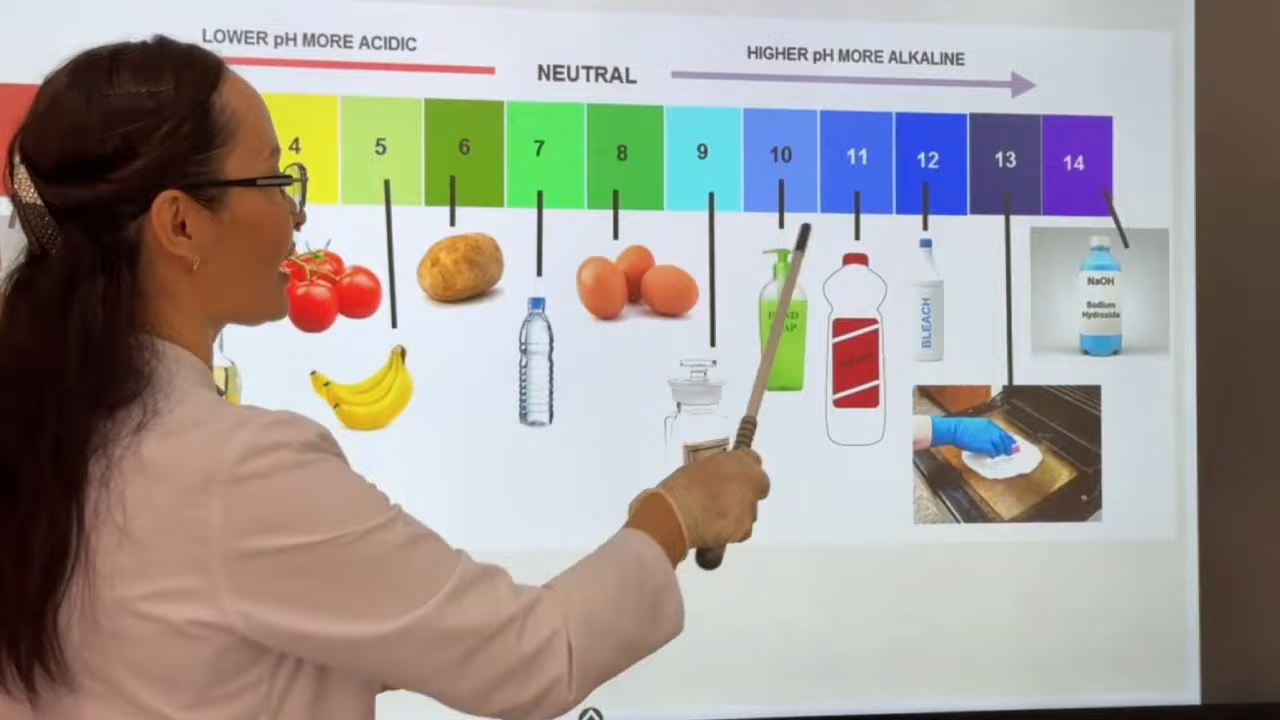 LOWER pH MORE ACIDIC
NEUTRAL
HIGHER pH MORE ALKALINE
4 5 6 7 8 9 10 11 12 13 14
NaOH
Sodium
Hydroxide
BLEACH